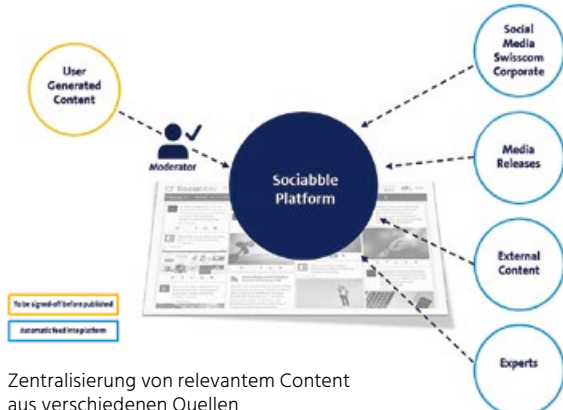 User
Generated
Content
Moderator
Sociabble
Platform
Social
Media
Swisscom
Corporate
Media
Releases
External
Content
Experts
To be signed-off before published
Automatic feed into platform
Zentralisierung von relevantem Content
aus verschiedenen Quellen